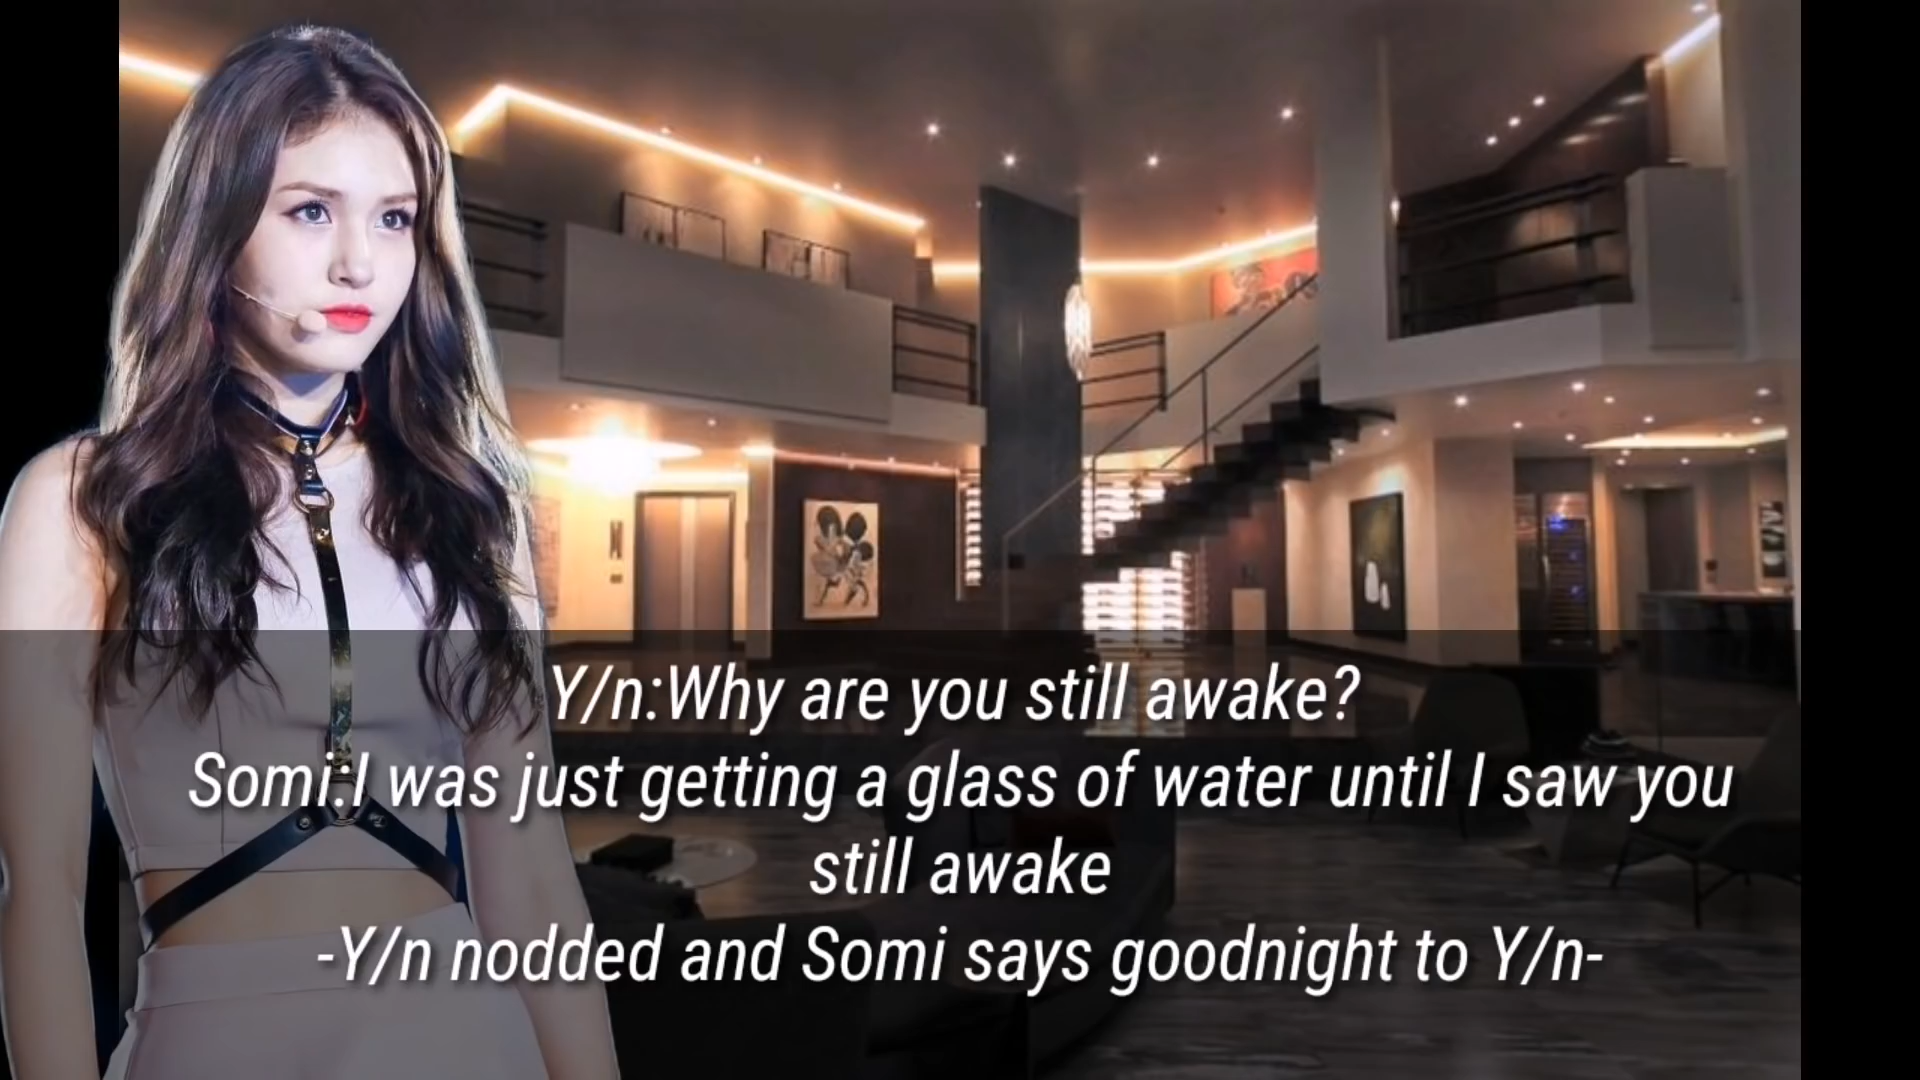 Y/n:Why are you still awake?
Somi:I was just getting a glass of water until I saw you
still awake
-Y/n nodded and Somi says goodnight to Y/n-